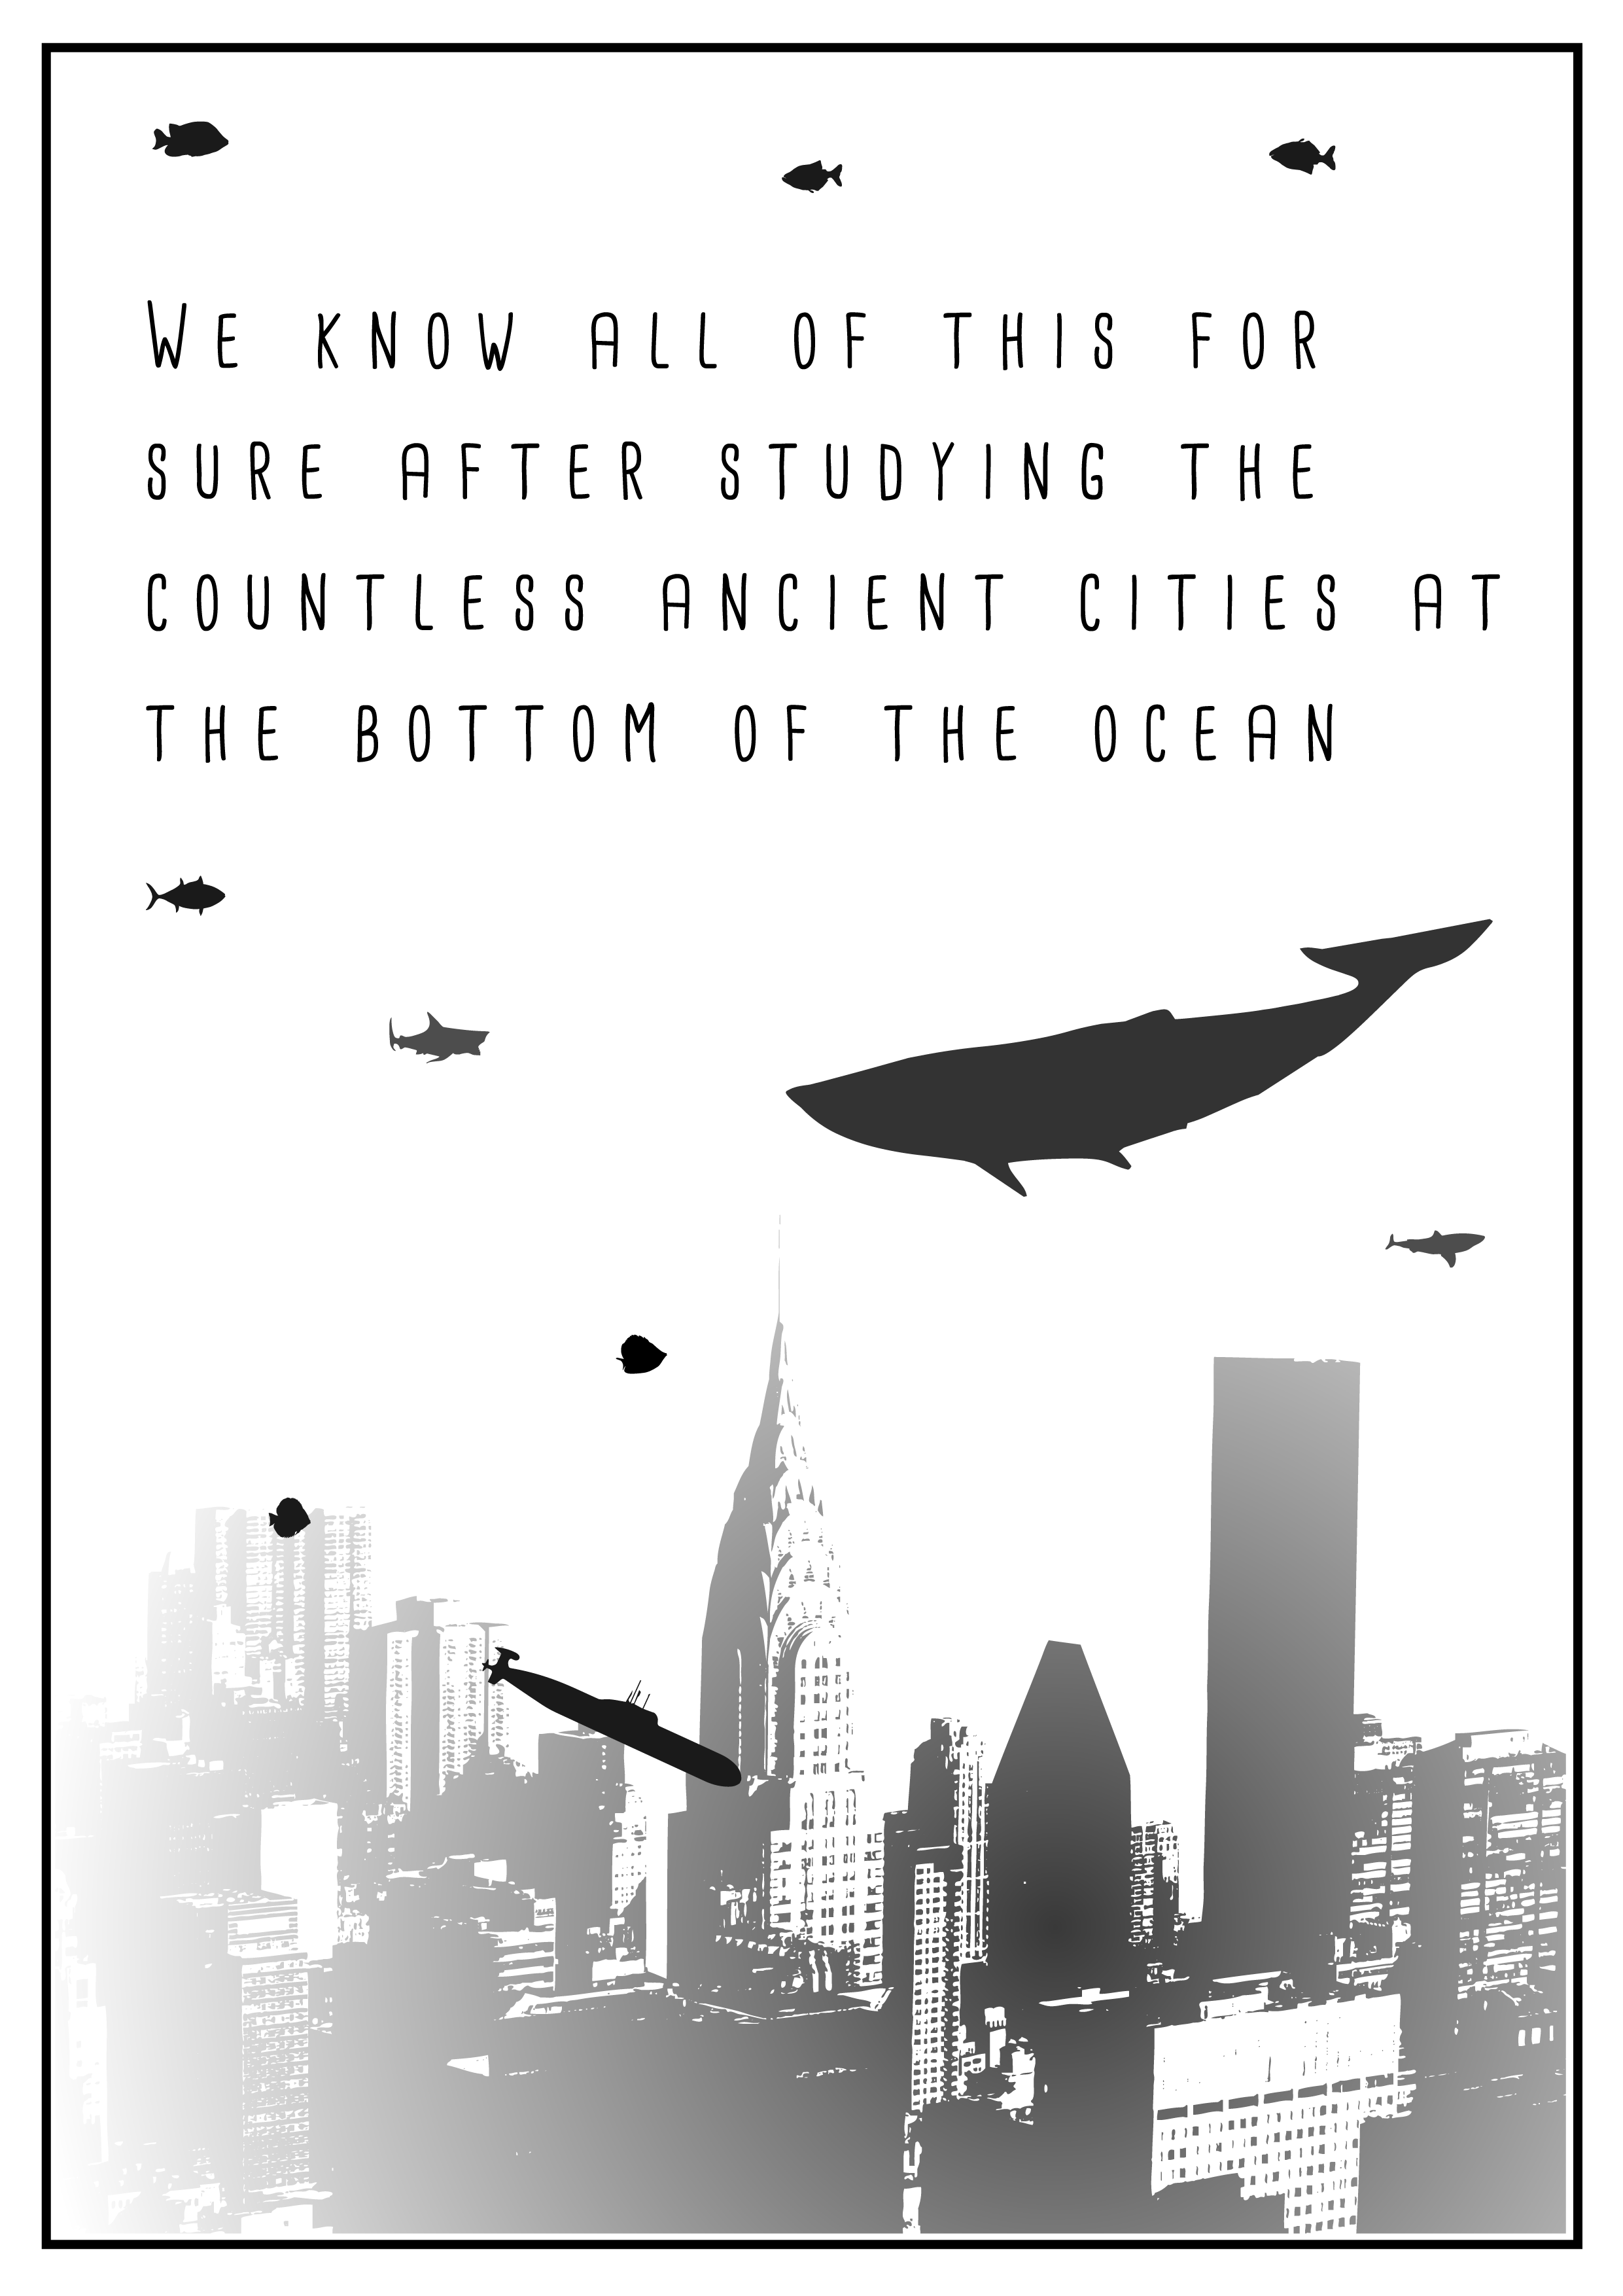 We know all of this for
sure after studying the
countless ancient cities at
the bottom of the ocean